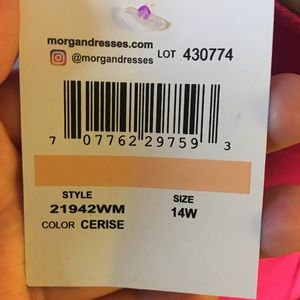 morgandresses.com
@morgandresses
LOT 430774
7 07762 29759 3
STYLE SIZE
21942WM 14W
COLOR CERISE